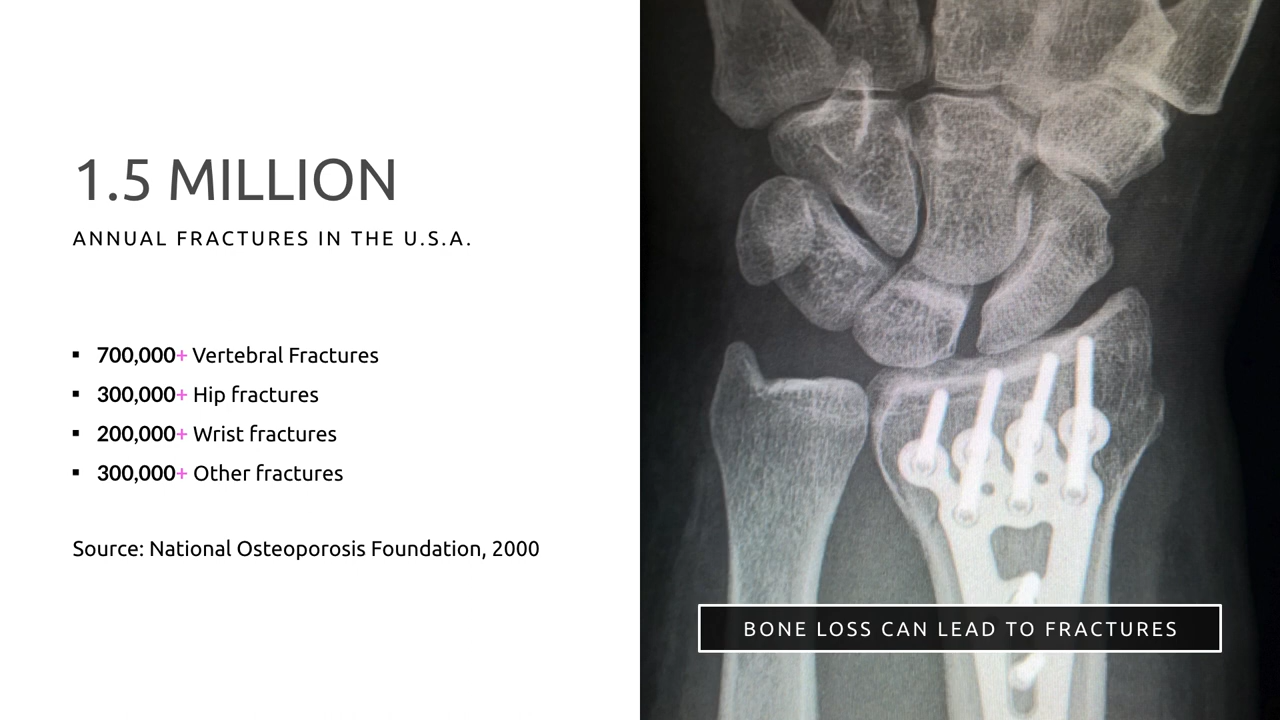 1.5 MILLION
ANNUAL FRACTURES IN THE U.S.A.
▪ 700,000+ Vertebral Fractures
▪ 300,000+ Hip fractures
▪ 200,000+ Wrist fractures
▪ 300,000+ Other fractures
Source: National Osteoporosis Foundation, 2000
BONE LOSS CAN LEAD TO FRACTURES